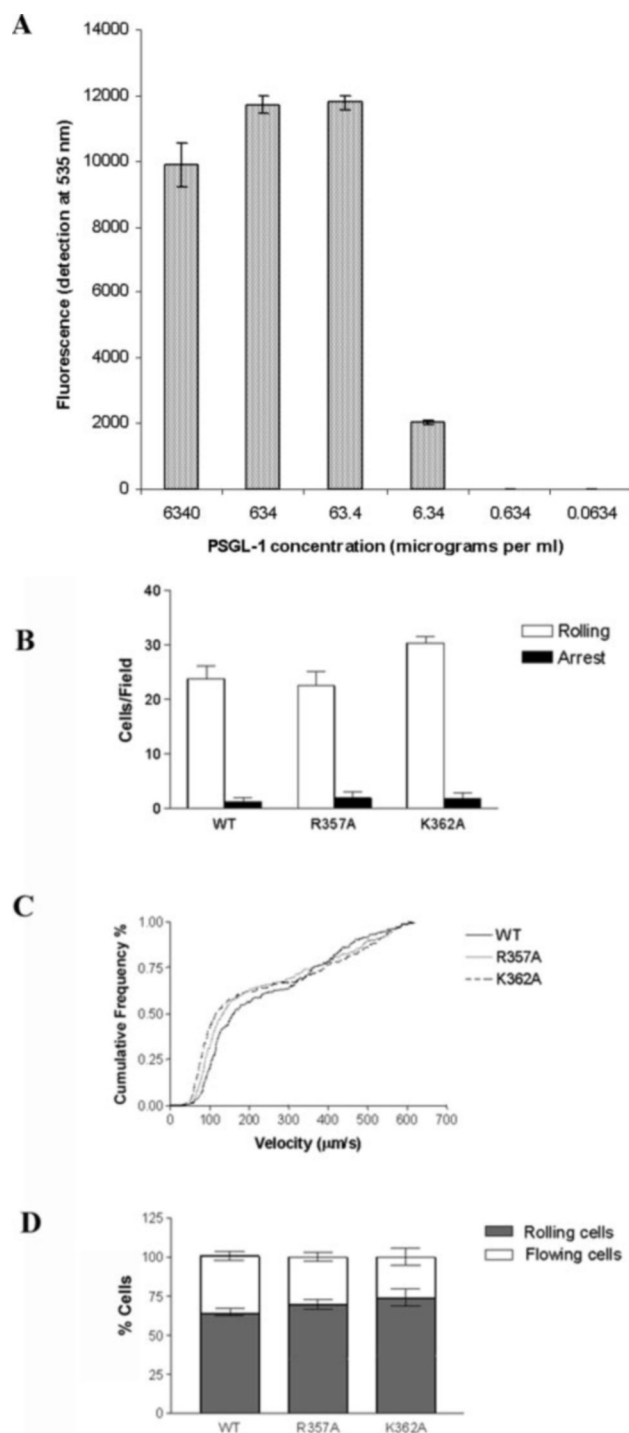 A
14000
12000
10000
8000
6000
4000
2000
0
Fluorescence (detection at 535 nm)
6340 634 63.4 6.34 0.634 0.0634
PSGL-1 concentration (micrograms per ml)
B
40
30
20
10
0
Cells/Field
WT R357A K362A
Rolling
Arrest
C
1.00
0.75
0.50
0.25
0.00
Cumulative Frequency %
0 100 200 300 400 500 600 700
Velocity (µm/s)
WT
R357A
K362A
D
125
100
75
50
25
0
% Cells
WT R357A K362A
Rolling cells
Flowing cells